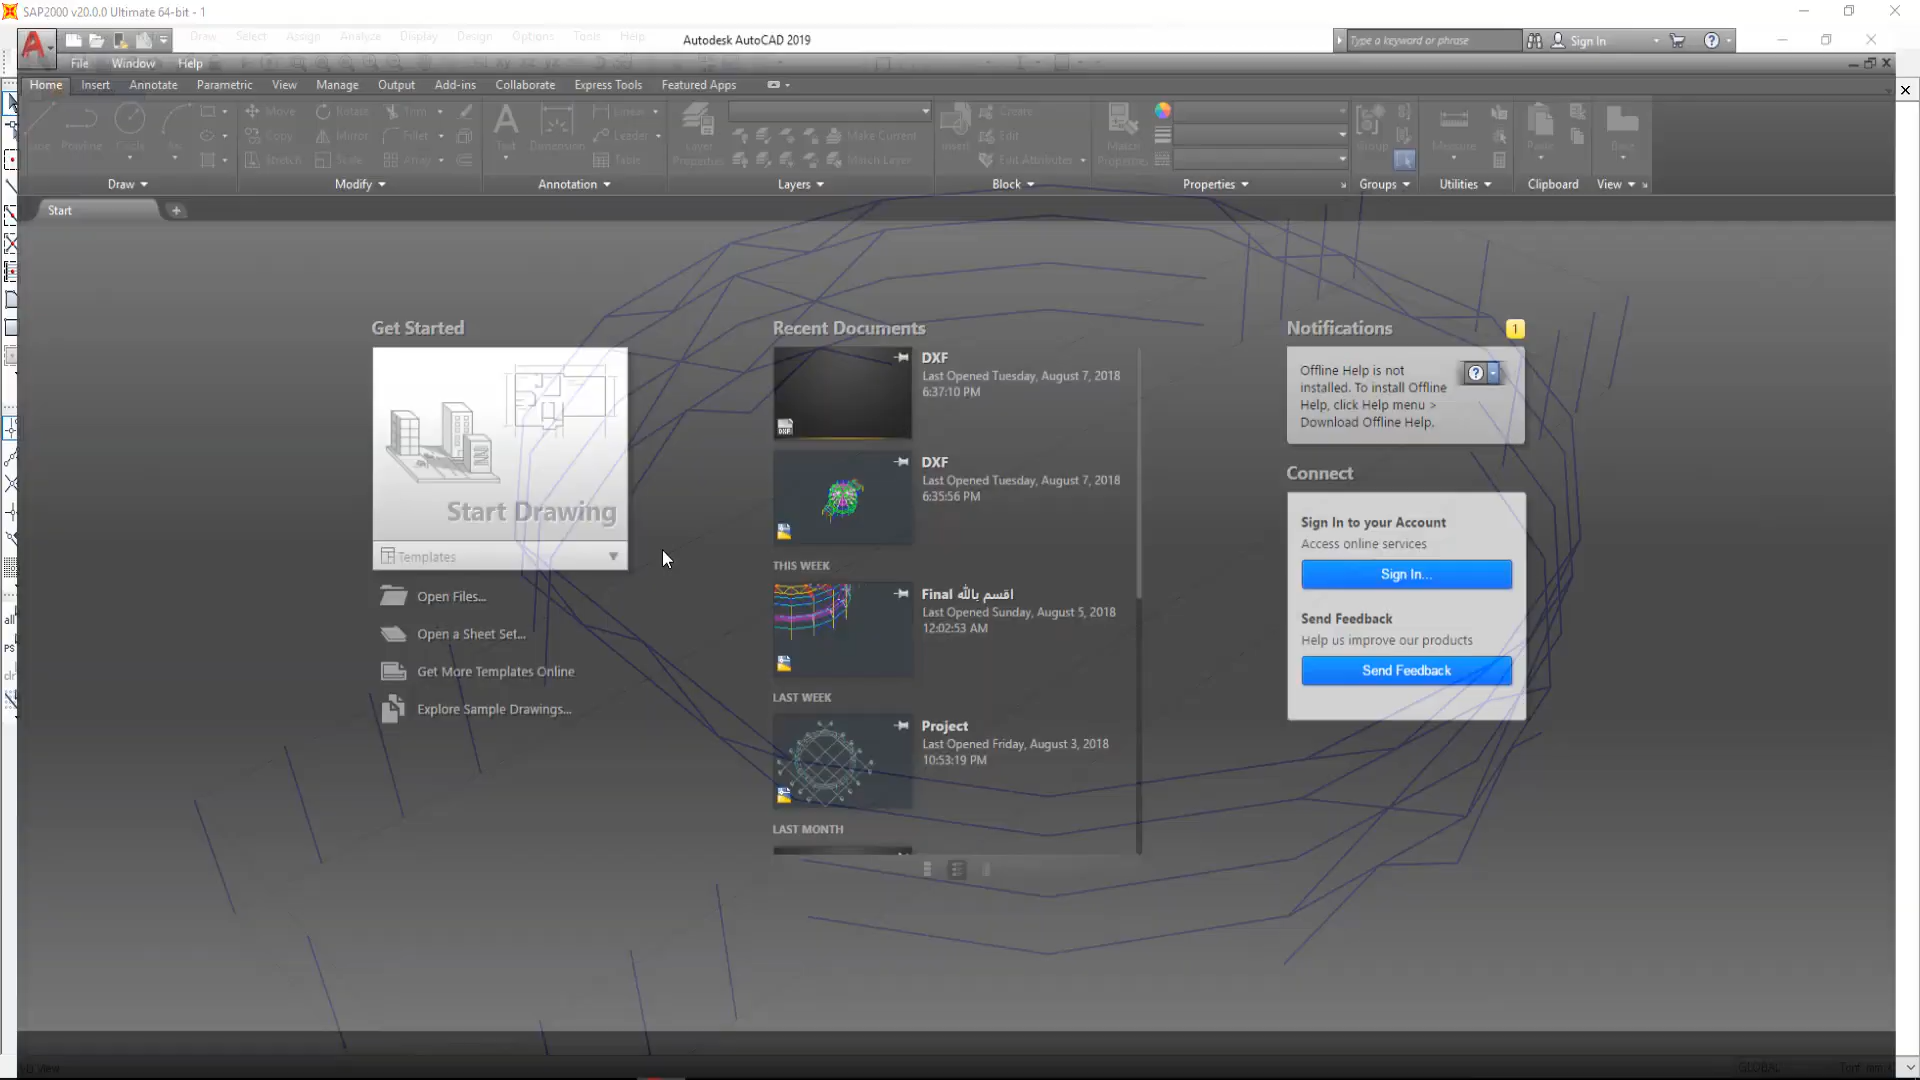 SAP2000 v20.0.0 Ultimate 64-bit - 1
Draw Select Assign Analyze Display Design Options Tools Help
Autodesk AutoCAD 2019
Type a keyword or phrase
Sign In
File Window Help
Home Insert Annotate Parametric View Manage Output Add-ins Collaborate Express Tools Featured Apps
Move Rotate Trim Linear Create
Polyline Circle Arc Copy Mirror Fillet Text Dimension Leader Layer Properties Make Current Insert Edit Match Properties Group Measure Paste Base
Stretch Scale Array Table Match Layer Edit Attributes
Draw Modify Annotation Layers Block Properties Groups Utilities Clipboard View
Start
Get Started
Start Drawing
Templates
Open Files...
Open a Sheet Set...
Get More Templates Online
Explore Sample Drawings...
Recent Documents
DXF
Last Opened Tuesday, August 7, 2018
6:37:10 PM
DXF
DXF
Last Opened Tuesday, August 7, 2018
6:35:56 PM
THIS WEEK
Final اقسم بالله
Last Opened Sunday, August 5, 2018
12:02:53 AM
LAST WEEK
Project
Last Opened Friday, August 3, 2018
10:53:19 PM
LAST MONTH
Notifications
1
Offline Help is not
installed. To install Offline
Help, click Help menu >
Download Offline Help.
Connect
Sign In to your Account
Access online services
Sign In...
Send Feedback
Help us improve our products
Send Feedback
all
PS
clr
GLOBAL